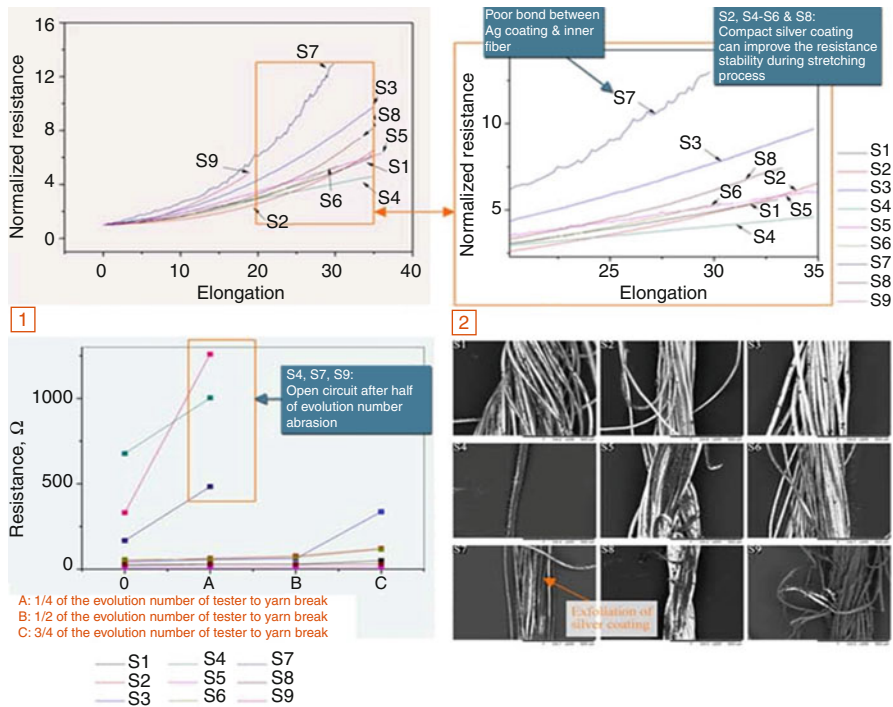 16
12
8
4
0
Normalized resistance
S7
S3
S8
S5
S1
S9
S6
S4
S2
0
10
20
30
40
Elongation
1
Poor bond between
Ag coating & inner
fiber
S2, S4-S6 & S8:
Compact silver coating
can improve the resistance
stability during stretching
process
Normalized resistance
10
5
S7
S3
S8
S2
S6
S1
S5
S4
25
30
35
Elongation
S1
S2
S3
S4
S5
S6
S7
S8
S9
2
Resistance, Ω
1000
500
0
S4, S7, S9:
Open circuit after half
of evolution number
abrasion
0
A
B
C
A: 1/4 of the evolution number of tester to yarn break
B: 1/2 of the evolution number of tester to yarn break
C: 3/4 of the evolution number of tester to yarn break
S1
S4
S7
S2
S5
S8
S3
S6
S9
S1
S2
S3
S4
S5
S6
S7
S8
S9
Exfoliation of
silver coating